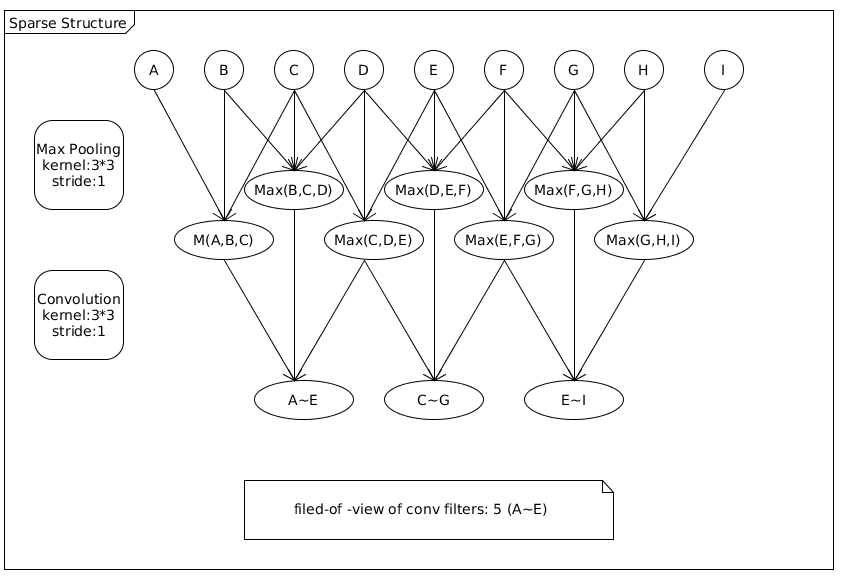 Sparse Structure
A B C D E F G H I
Max Pooling
kernel:3*3
stride:1
Max(B,C,D) Max(D,E,F) Max(F,G,H)
M(A,B,C) Max(C,D,E) Max(E,F,G) Max(G,H,I)
Convolution
kernel:3*3
stride:1
A~E C~G E~I
filed-of -view of conv filters: 5 (A~E)